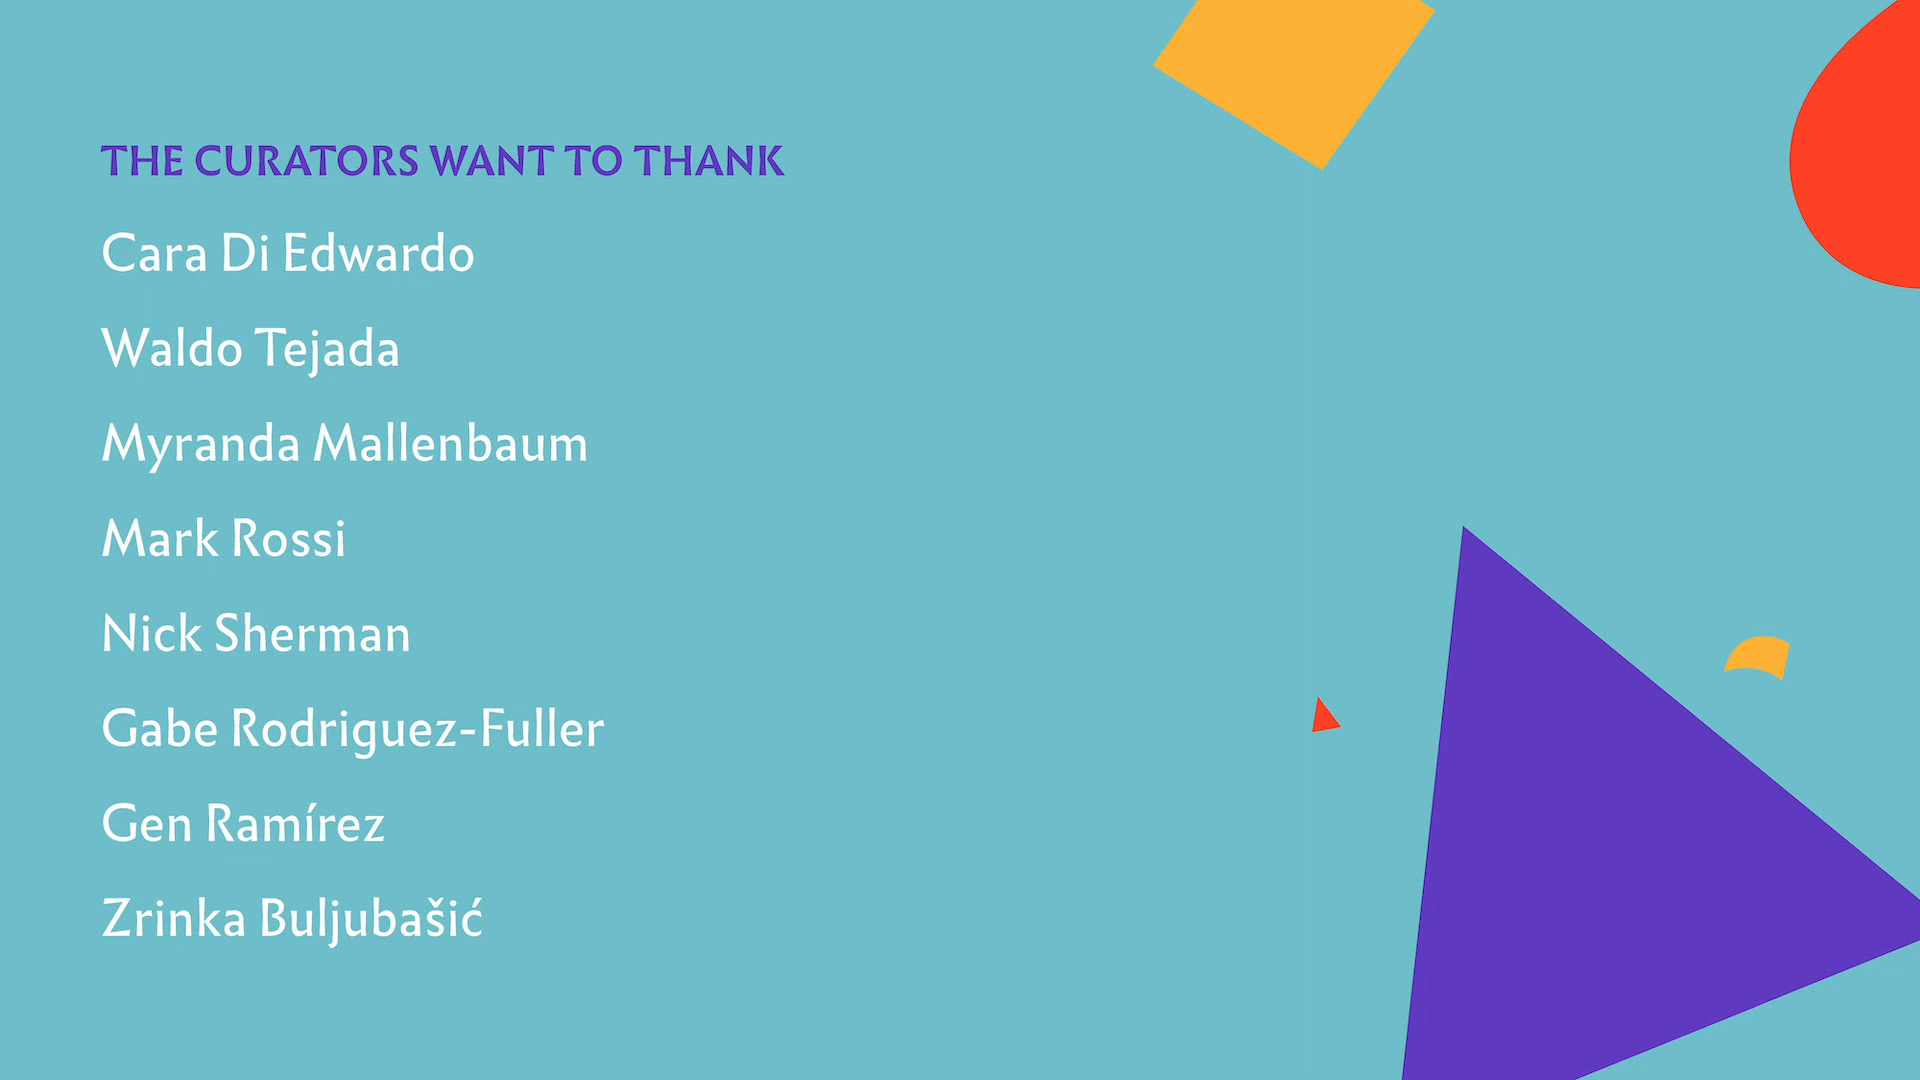 THE CURATORS WANT TO THANK
Cara Di Edwardo
Waldo Tejada
Myranda Mallenbaum
Mark Rossi
Nick Sherman
Gabe Rodriguez-Fuller
Gen Ramírez
Zrinka Buljubašić